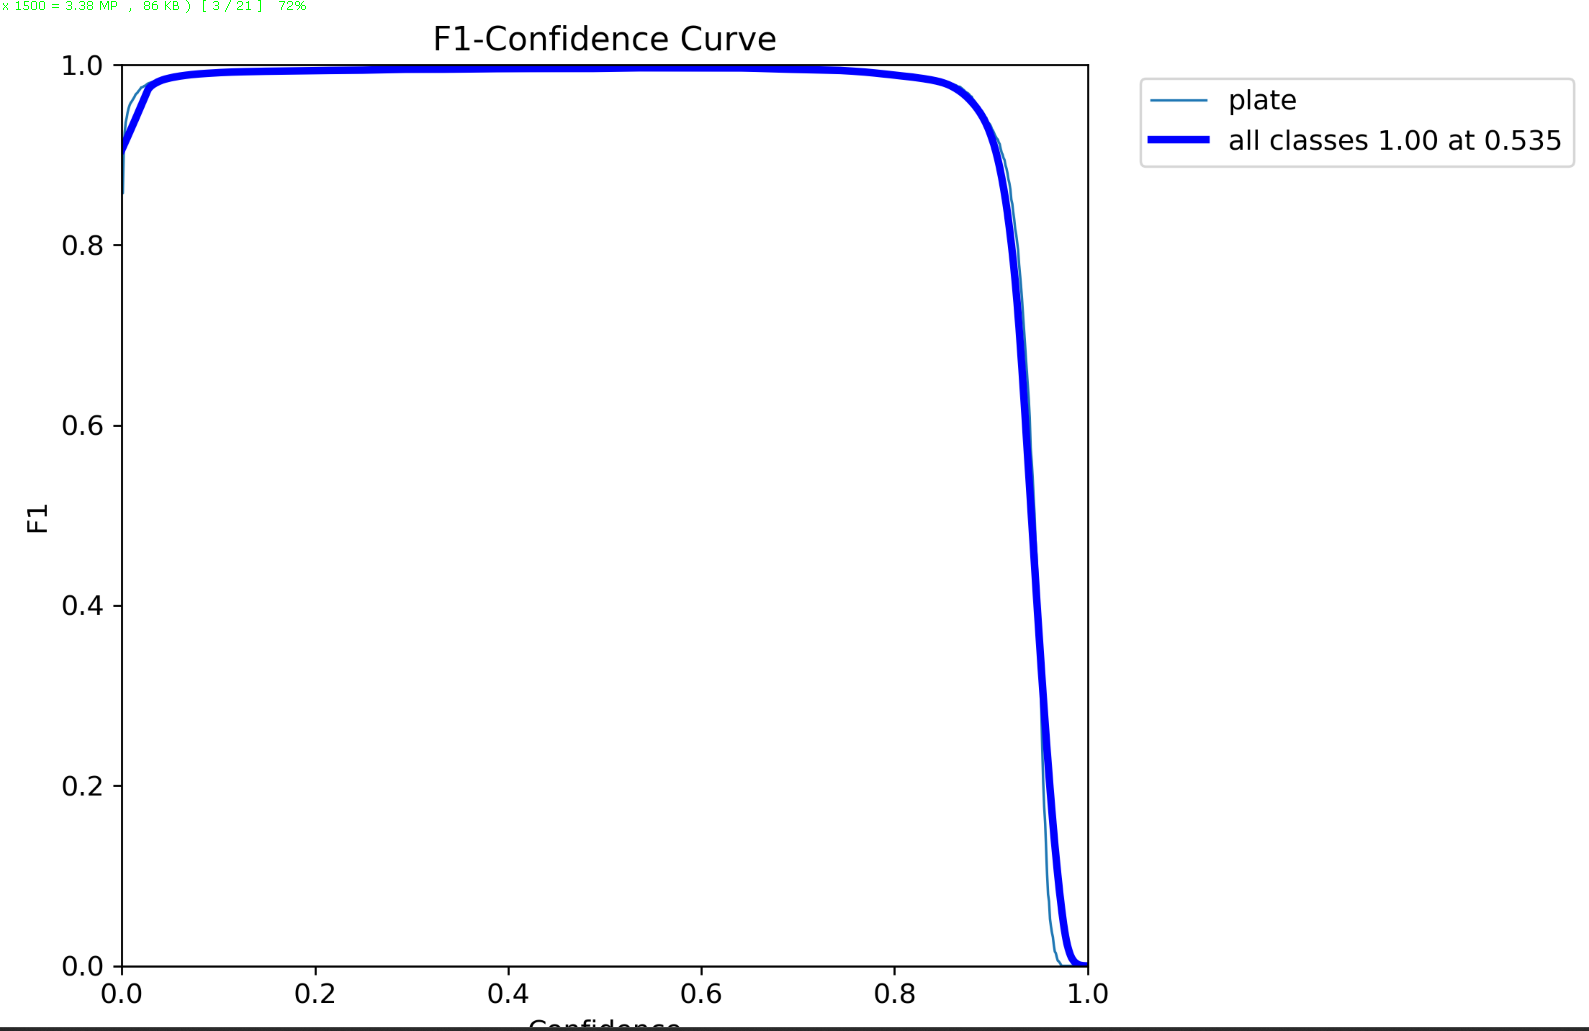 x 1500 = 3.38 MP , 86 KB ) [ 3 / 21 ] 72%
F1-Confidence Curve
1.0
0.8
0.6
0.4
0.2
0.0
F1
0.0 0.2 0.4 0.6 0.8 1.0
Confidence
plate
all classes 1.00 at 0.535